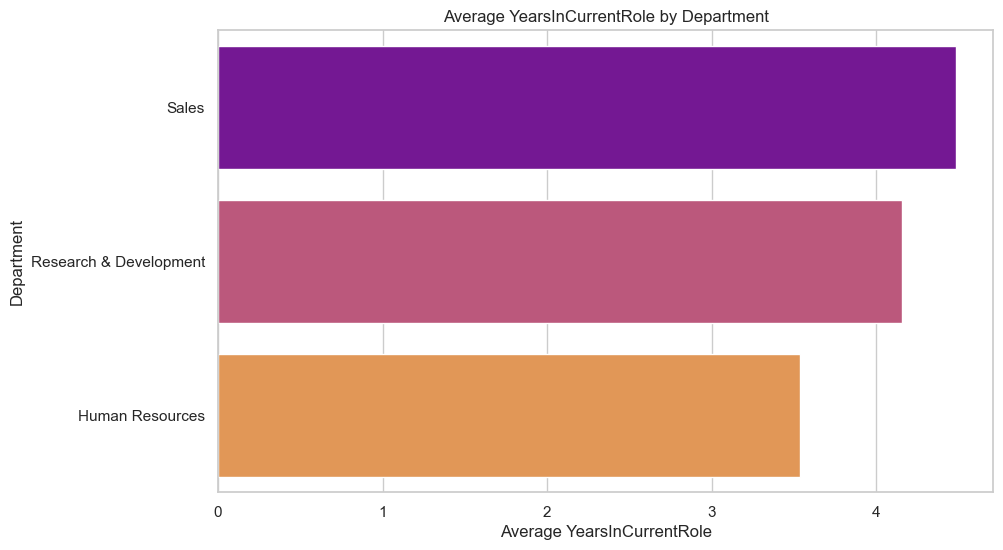 Average YearsInCurrentRole by Department
Sales
Research & Development
Human Resources
Department
0 1 2 3 4
Average YearsInCurrentRole